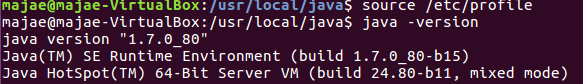 majae@majae-VirtualBox:/usr/local/java$ source /etc/profile
majae@majae-VirtualBox:/usr/local/java$ java -version
java version "1.7.0_80"
Java(TM) SE Runtime Environment (build 1.7.0_80-b15)
Java HotSpot(TM) 64-Bit Server VM (build 24.80-b11, mixed mode)